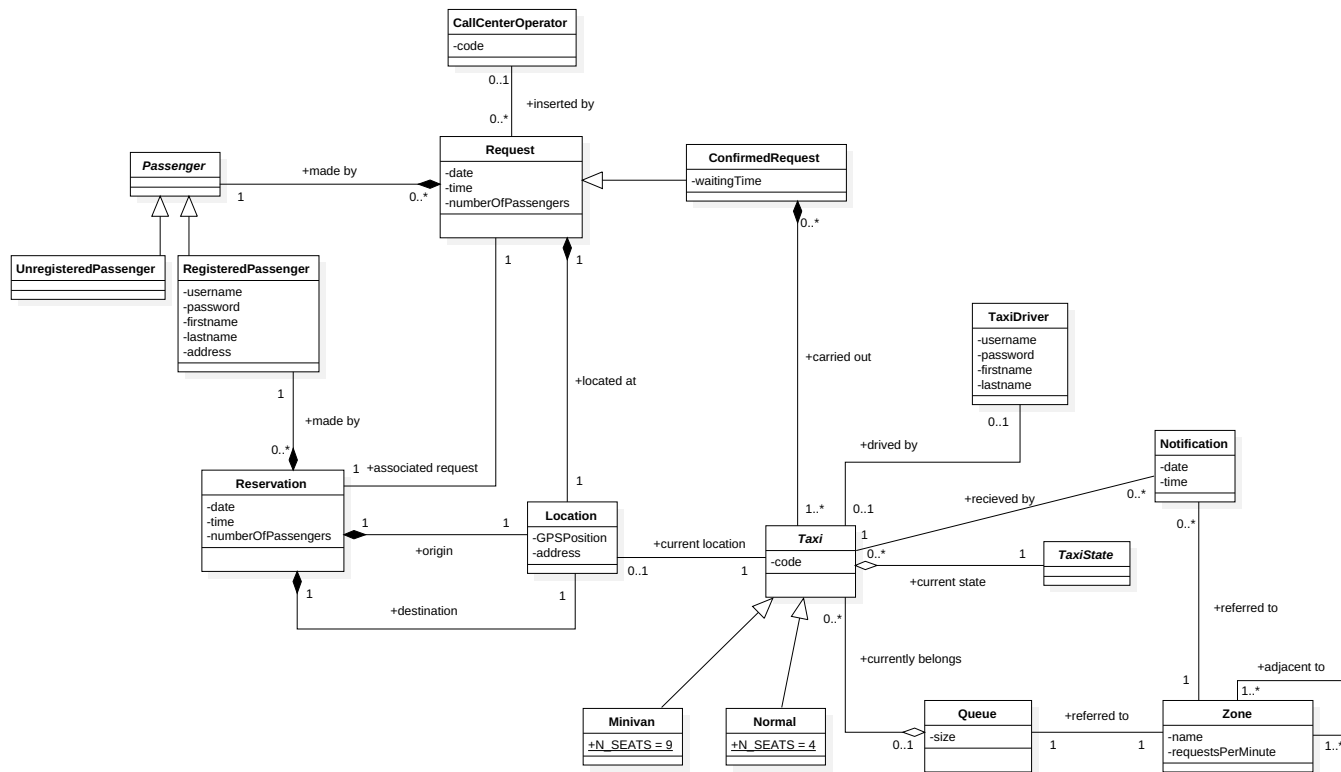 CallCenterOperator
-code
0..1
+inserted by
0..*
Request
-date
-time
-numberOfPassengers
Passenger
+made by
1
0..*
ConfirmedRequest
-waitingTime
0..*
UnregisteredPassenger
RegisteredPassenger
-username
-password
-firstname
-lastname
-address
1
1
1
+made by
0..*
+located at
+carried out
TaxiDriver
-username
-password
-firstname
-lastname
0..1
+drived by
Notification
-date
-time
0..*
0..*
+recieved by
Reservation
-date
-time
-numberOfPassengers
1
+associated request
1
1
1
+origin
Location
-GPSPosition
-address
1
+destination
1
+current location
0..1
1
1..*
0..1
Taxi
-code
1
0..*
1
+current state
TaxiState
+referred to
0..*
+currently belongs
Minivan
+N_SEATS = 9
Normal
+N_SEATS = 4
0..1
Queue
-size
+referred to
1
1
1
+adjacent to
1..*
Zone
-name
-requestsPerMinute
1..*